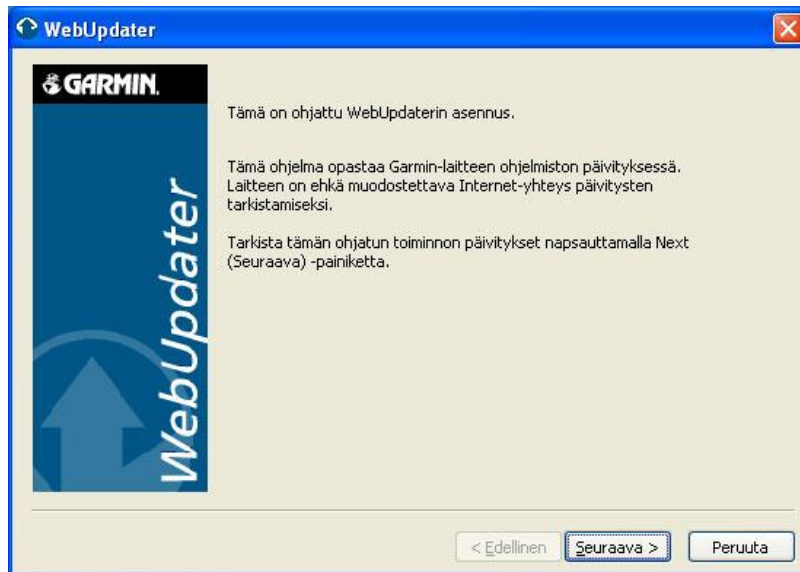 WebUpdater
GARMIN.
WebUpdater
Tämä on ohjattu WebUpdaterin asennus.
Tämä ohjelma opastaa Garmin-laitteen ohjelmiston päivityksessä.
Laitteen on ehkä muodostettava Internet-yhteys päivitysten
tarkistamiseksi.
Tarkista tämän ohjatun toiminnon päivitykset napsauttamalla Next
(Seuraava) -painiketta.
< Edellinen
Seuraava >
Peruuta